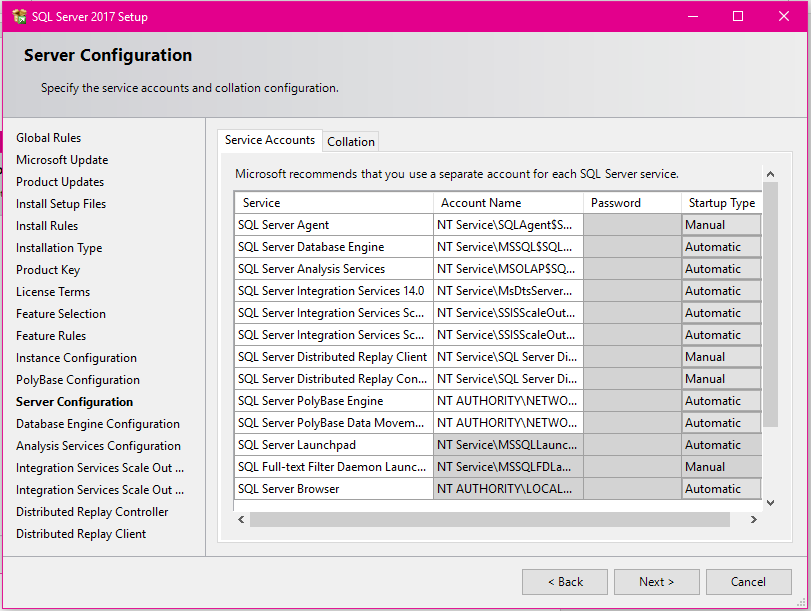 SQL Server 2017 Setup
Server Configuration
Specify the service accounts and collation configuration.
Global Rules
Microsoft Update
Product Updates
Install Setup Files
Install Rules
Installation Type
Product Key
License Terms
Feature Selection
Feature Rules
Instance Configuration
PolyBase Configuration
Server Configuration
Database Engine Configuration
Analysis Services Configuration
Integration Services Scale Out ...
Integration Services Scale Out ...
Distributed Replay Controller
Distributed Replay Client
Service Accounts Collation
Microsoft recommends that you use a separate account for each SQL Server service.
Service Account Name Password Startup Type
SQL Server Agent NT Service\SQLAgent$S... Manual
SQL Server Database Engine NT Service\MSSQL$SQL... Automatic
SQL Server Analysis Services NT Service\MSOLAP$SQ... Automatic
SQL Server Integration Services 14.0 NT Service\MsDtsServer... Automatic
SQL Server Integration Services Sc... NT Service\SSISScaleOut... Automatic
SQL Server Integration Services Sc... NT Service\SSISScaleOut... Automatic
SQL Server Distributed Replay Client NT Service\SQL Server Di... Manual
SQL Server Distributed Replay Con... NT Service\SQL Server Di... Manual
SQL Server PolyBase Engine NT AUTHORITY\NETWO... Automatic
SQL Server PolyBase Data Movem... NT AUTHORITY\NETWO... Automatic
SQL Server Launchpad NT Service\MSSQLLaunc... Automatic
SQL Full-text Filter Daemon Launc... NT Service\MSSQLFDLa... Manual
SQL Server Browser NT AUTHORITY\LOCAL... Automatic
< Back Next > Cancel